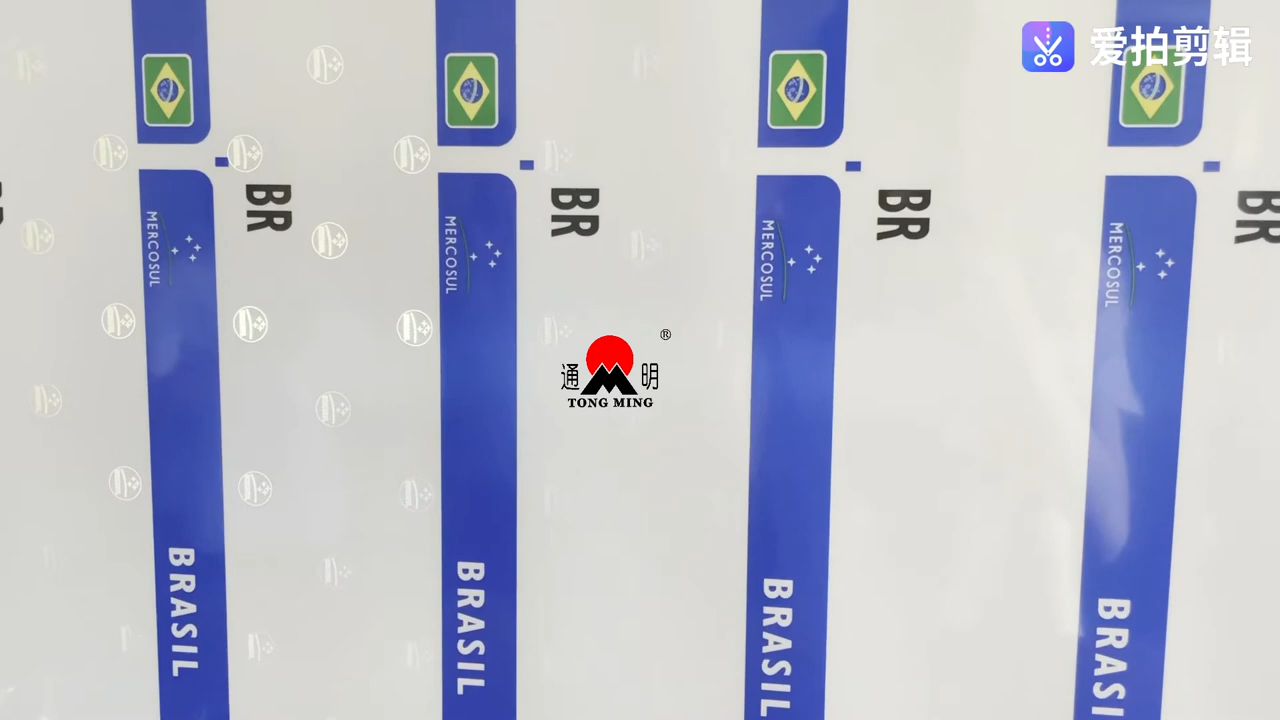 爱拍剪辑
BR
BR
BR
BR
MERCOSUL
MERCOSUL
MERCOSUL
MERCOSUL
通明
®
TONG MING
BRASIL
BRASIL
BRASIL
BRASI